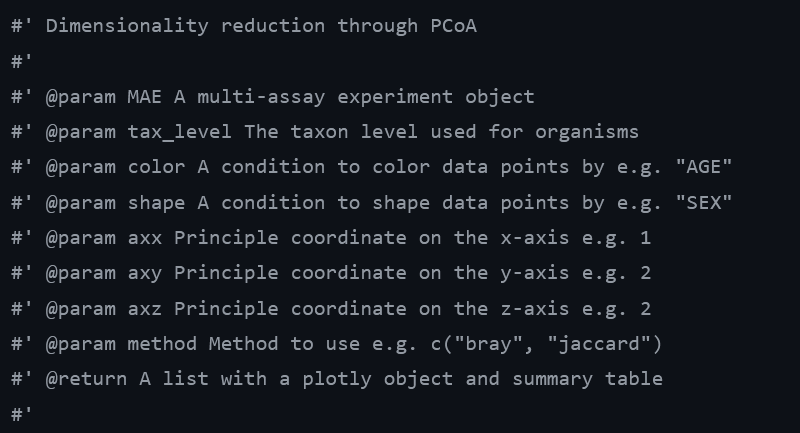 #' Dimensionality reduction through PCoA
#'
#' @param MAE A multi-assay experiment object
#' @param tax_level The taxon level used for organisms
#' @param color A condition to color data points by e.g. "AGE"
#' @param shape A condition to shape data points by e.g. "SEX"
#' @param axx Principle coordinate on the x-axis e.g. 1
#' @param axy Principle coordinate on the y-axis e.g. 2
#' @param axz Principle coordinate on the z-axis e.g. 2
#' @param method Method to use e.g. c("bray", "jaccard")
#' @return A list with a plotly object and summary table
#'